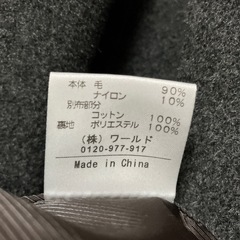 本体 毛 90%
ナイロン 10%
別布部分
コットン 100%
裏地 ポリエステル 100%
(株) ワールド
0120-977-917
Made in China